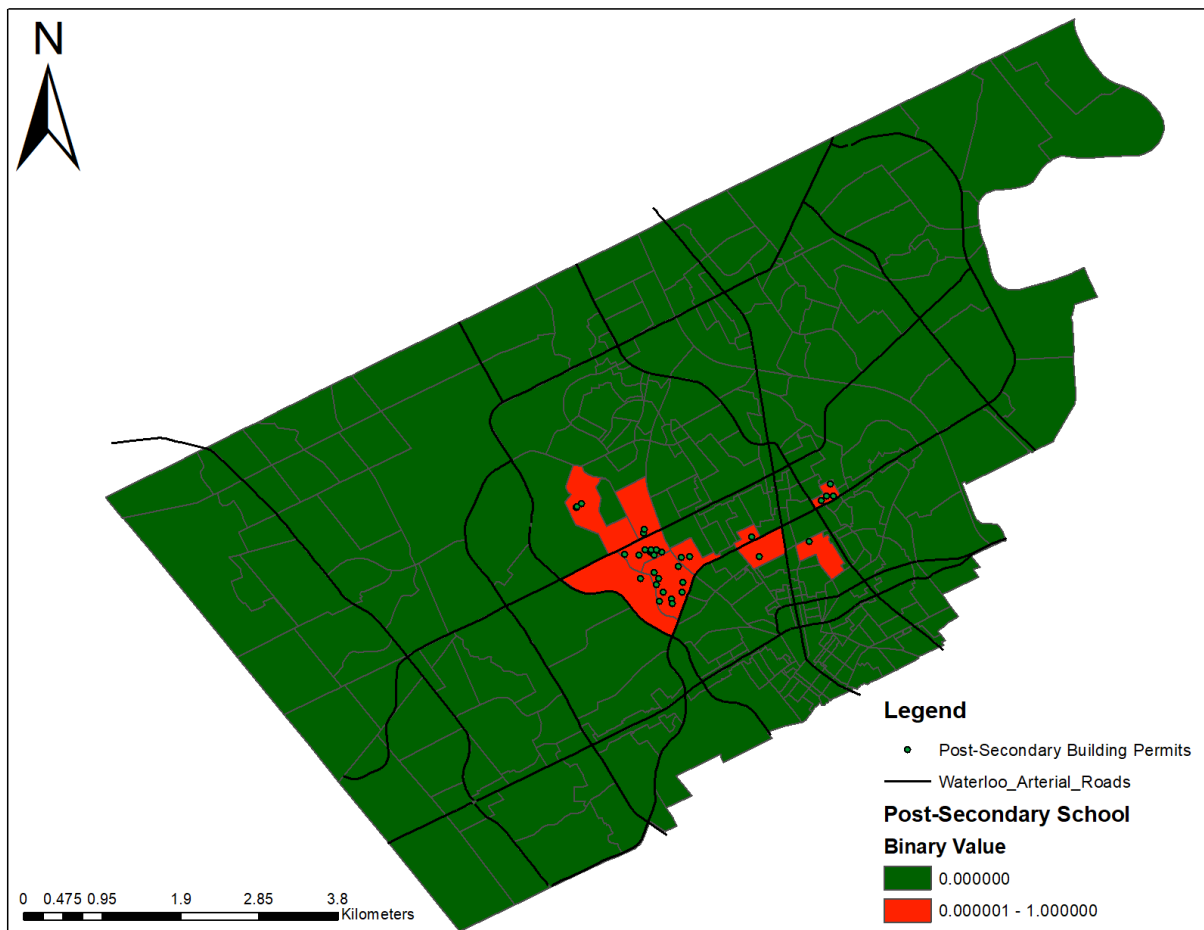 N
Legend
Post-Secondary Building Permits
Waterloo_Arterial_Roads
Post-Secondary School
Binary Value
0.000000
0.000001 - 1.000000
0 0.475 0.95 1.9 2.85 3.8
Kilometers